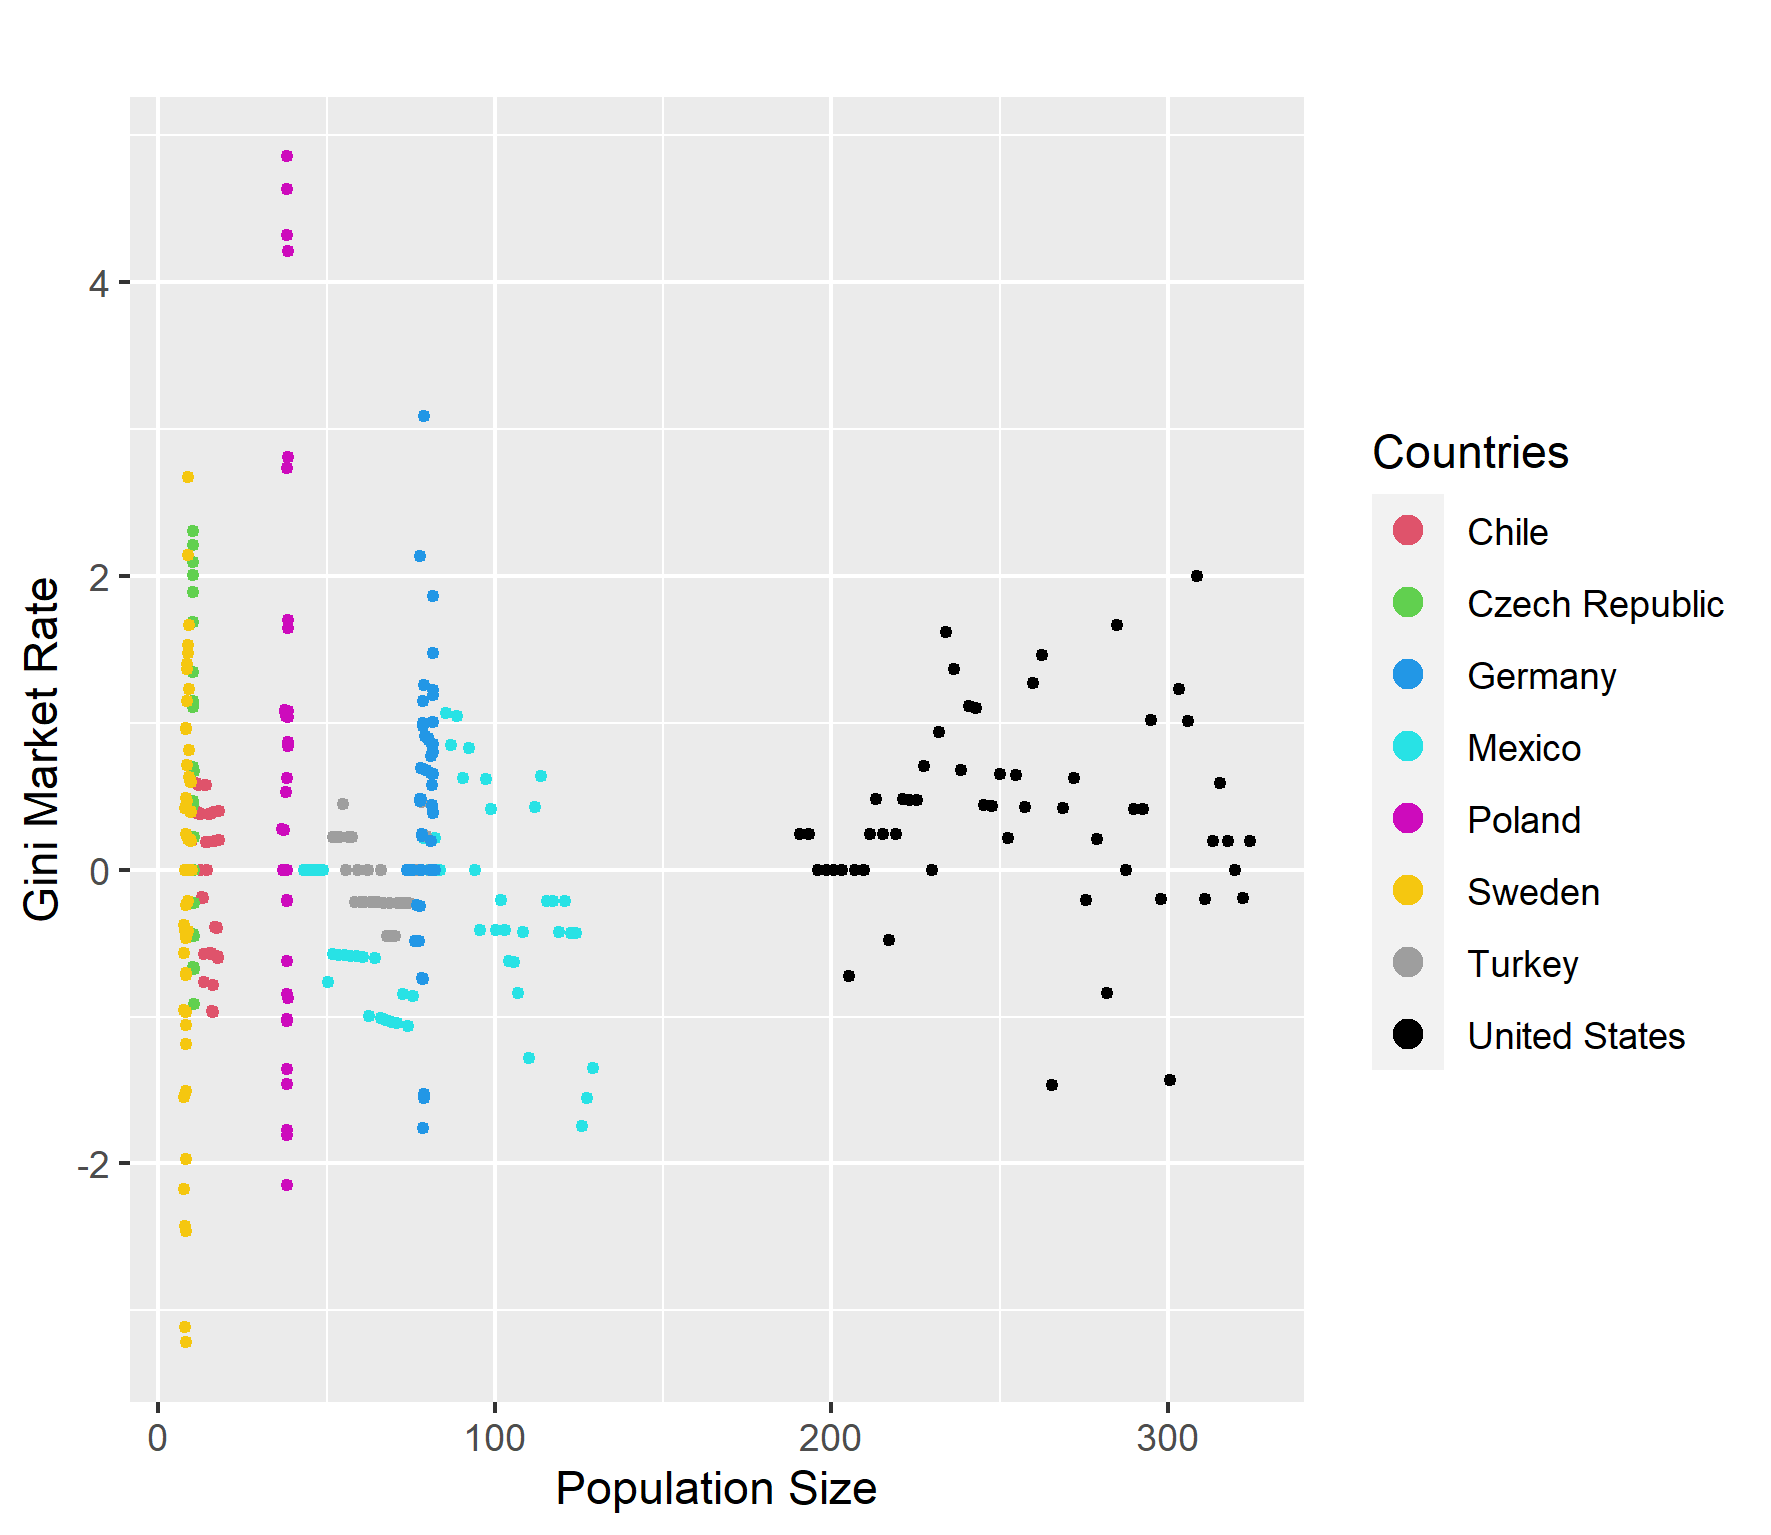 4
2
0
-2
Gini Market Rate
0 100 200 300
Population Size
Countries
Chile
Czech Republic
Germany
Mexico
Poland
Sweden
Turkey
United States